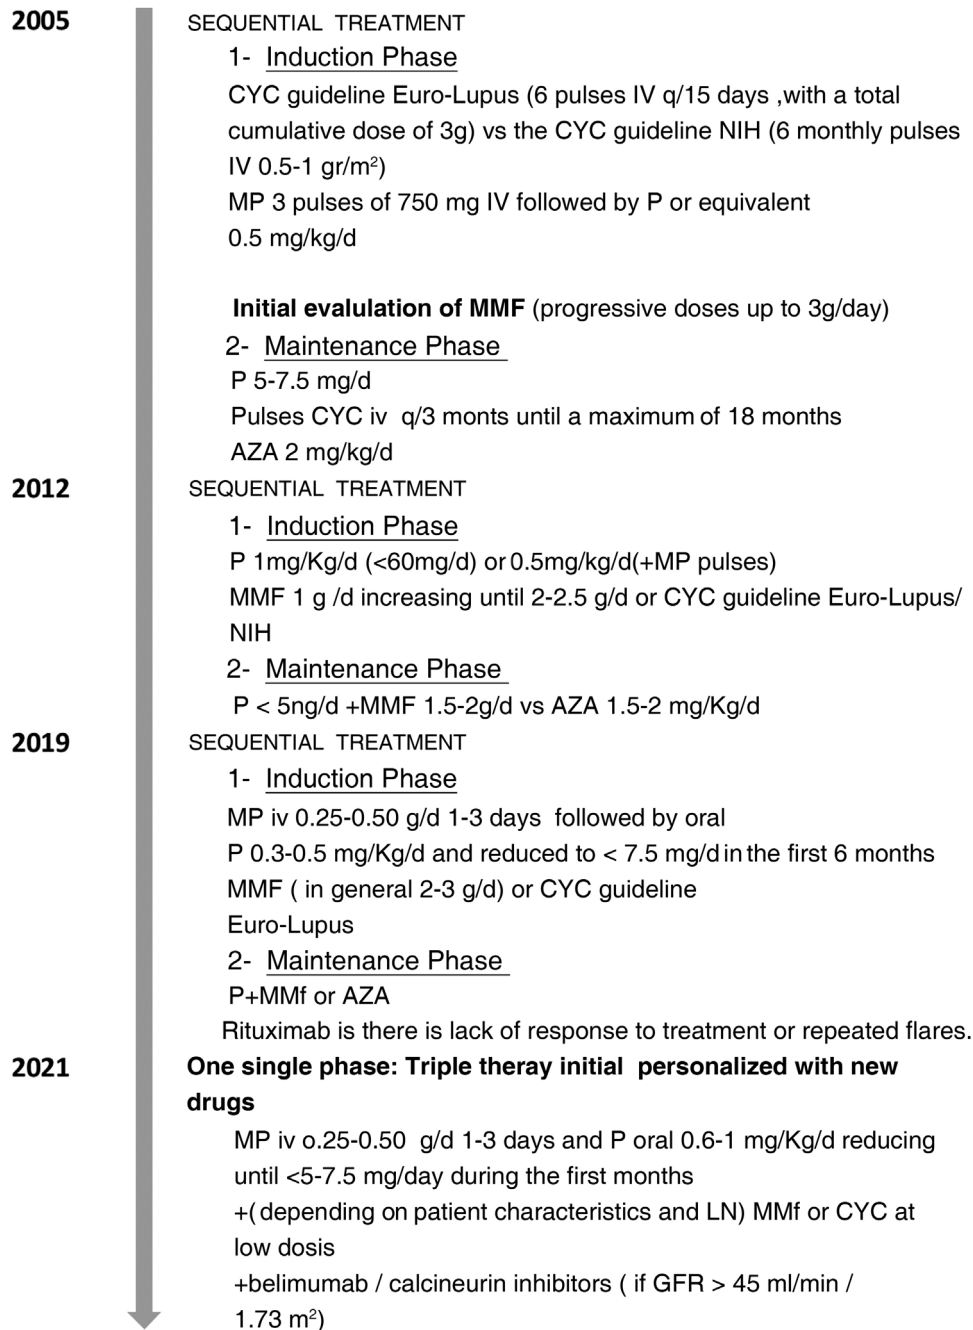 2005
SEQUENTIAL TREATMENT
1- Induction Phase
CYC guideline Euro-Lupus (6 pulses IV q/15 days ,with a total
cumulative dose of 3g) vs the CYC guideline NIH (6 monthly pulses
IV 0.5-1 gr/m²)
MP 3 pulses of 750 mg IV followed by P or equivalent
0.5 mg/kg/d
Initial evalulation of MMF (progressive doses up to 3g/day)
2- Maintenance Phase
P 5-7.5 mg/d
Pulses CYC iv q/3 monts until a maximum of 18 months
AZA 2 mg/kg/d
2012
SEQUENTIAL TREATMENT
1- Induction Phase
P 1mg/Kg/d (<60mg/d) or 0.5mg/kg/d(+MP pulses)
MMF 1 g /d increasing until 2-2.5 g/d or CYC guideline Euro-Lupus/
NIH
2- Maintenance Phase
P < 5ng/d +MMF 1.5-2g/d vs AZA 1.5-2 mg/Kg/d
2019
SEQUENTIAL TREATMENT
1- Induction Phase
MP iv 0.25-0.50 g/d 1-3 days followed by oral
P 0.3-0.5 mg/Kg/d and reduced to < 7.5 mg/d in the first 6 months
MMF ( in general 2-3 g/d) or CYC guideline
Euro-Lupus
2- Maintenance Phase
P+MMf or AZA
Rituximab is there is lack of response to treatment or repeated flares.
2021
One single phase: Triple theray initial personalized with new
drugs
MP iv o.25-0.50 g/d 1-3 days and P oral 0.6-1 mg/Kg/d reducing
until <5-7.5 mg/day during the first months
+(depending on patient characteristics and LN) MMf or CYC at
low dosis
+belimumab / calcineurin inhibitors ( if GFR > 45 ml/min /
1.73 m²)